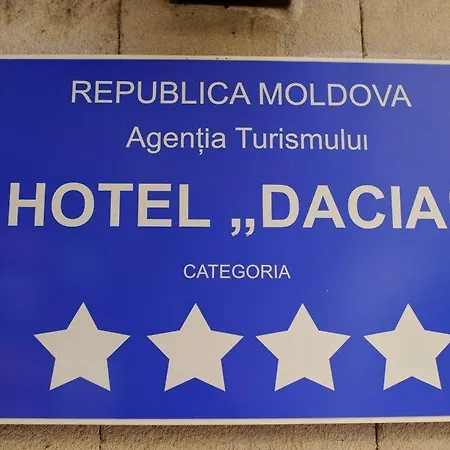 REPUBLICA MOLDOVA
Agenția Turismului
HOTEL „DACIA“
CATEGORIA